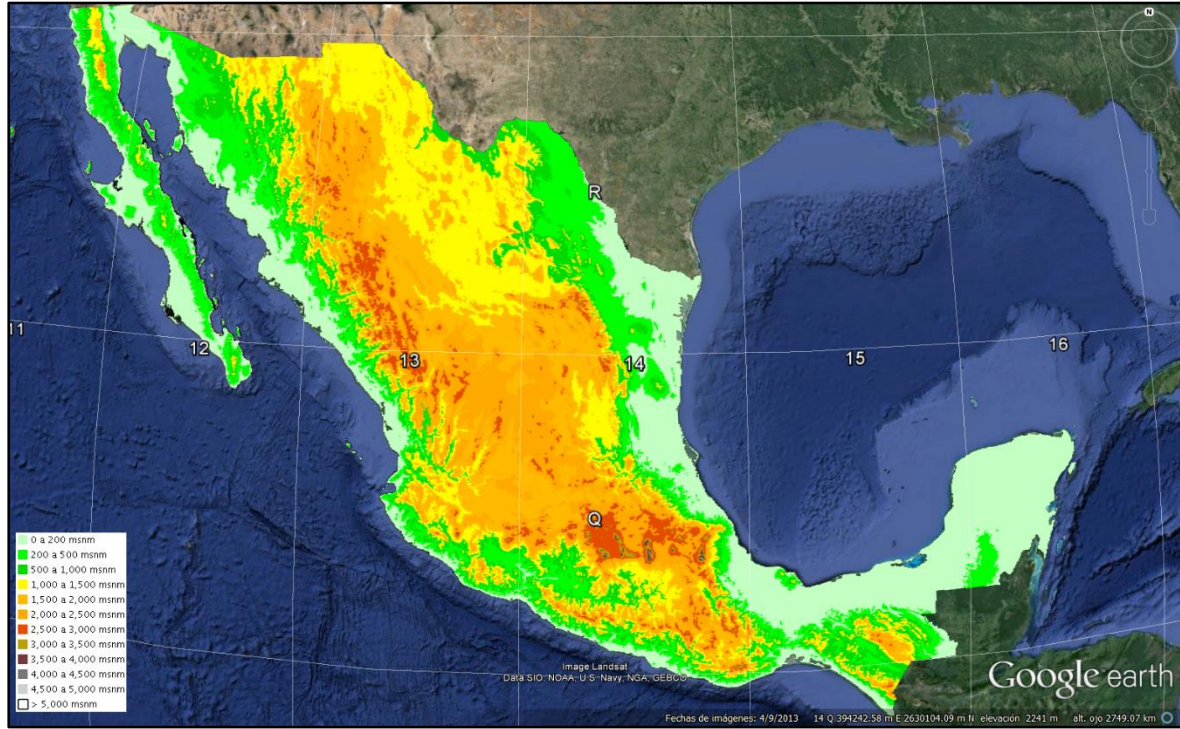 N
R
11
12
13
14
15
16
Q
0 a 200 msnm
200 a 500 msnm
500 a 1,000 msnm
1,000 a 1,500 msnm
1,500 a 2,000 msnm
2,000 a 2,500 msnm
2,500 a 3,000 msnm
3,000 a 3,500 msnm
3,500 a 4,000 msnm
4,000 a 4,500 msnm
4,500 a 5,000 msnm
> 5,000 msnm
Image Landsat
Data SIO, NOAA, U.S. Navy, NGA, GEBCO
Google earth
Fechas de imágenes: 4/9/2013 14 Q 394242.58 m E 2630104.09 m N elevación 2241 m alt. ojo 2749.07 km